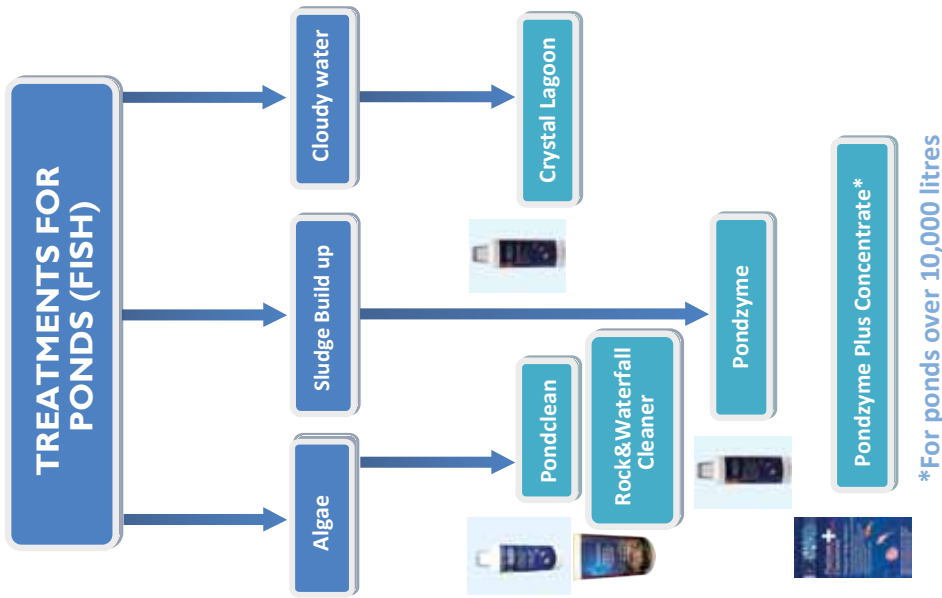 TREATMENTS FOR
PONDS (FISH)
Algae
Sludge Build up
Cloudy water
Pondclean
Rock&Waterfall
Cleaner
Crystal Lagoon
Pondzyme
Pondzyme Plus Concentrate*
*For ponds over 10,000 litres